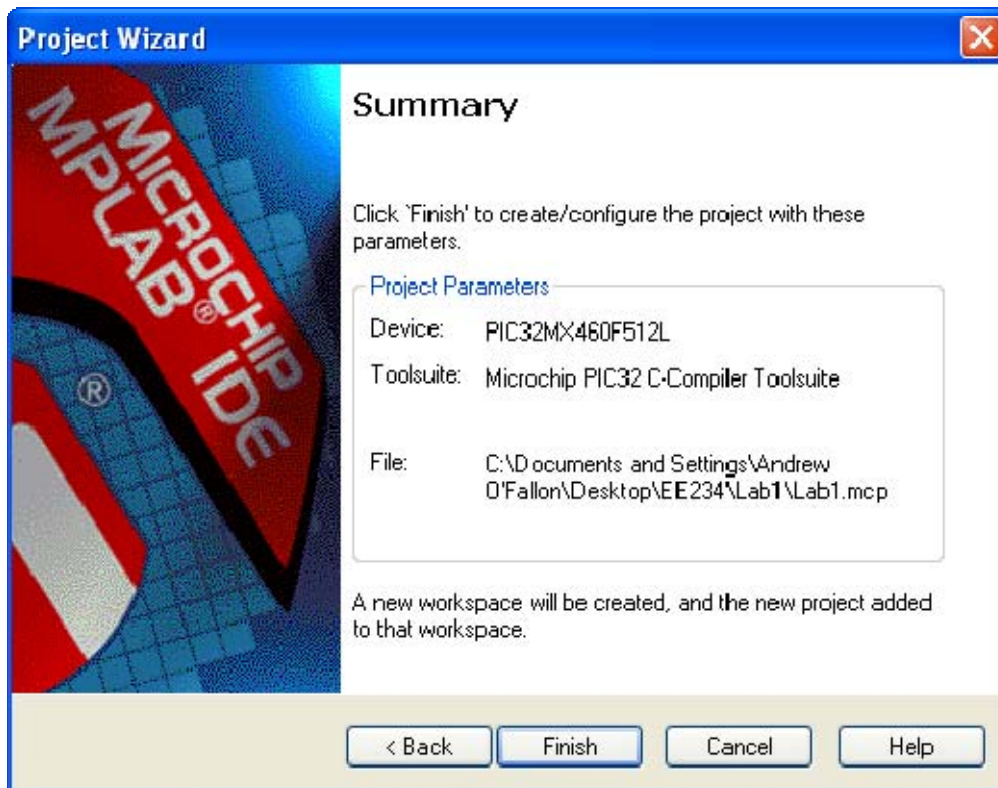 Project Wizard
MICROCHIP
MPLAB® IDE
®
Summary
Click `Finish' to create/configure the project with these
parameters.
Project Parameters
Device: PIC32MX460F512L
Toolsuite: Microchip PIC32 C-Compiler Toolsuite
File: C:\Documents and Settings\Andrew
O'Fallon\Desktop\EE234\Lab1\Lab1.mcp
A new workspace will be created, and the new project added
to that workspace.
< Back Finish Cancel Help